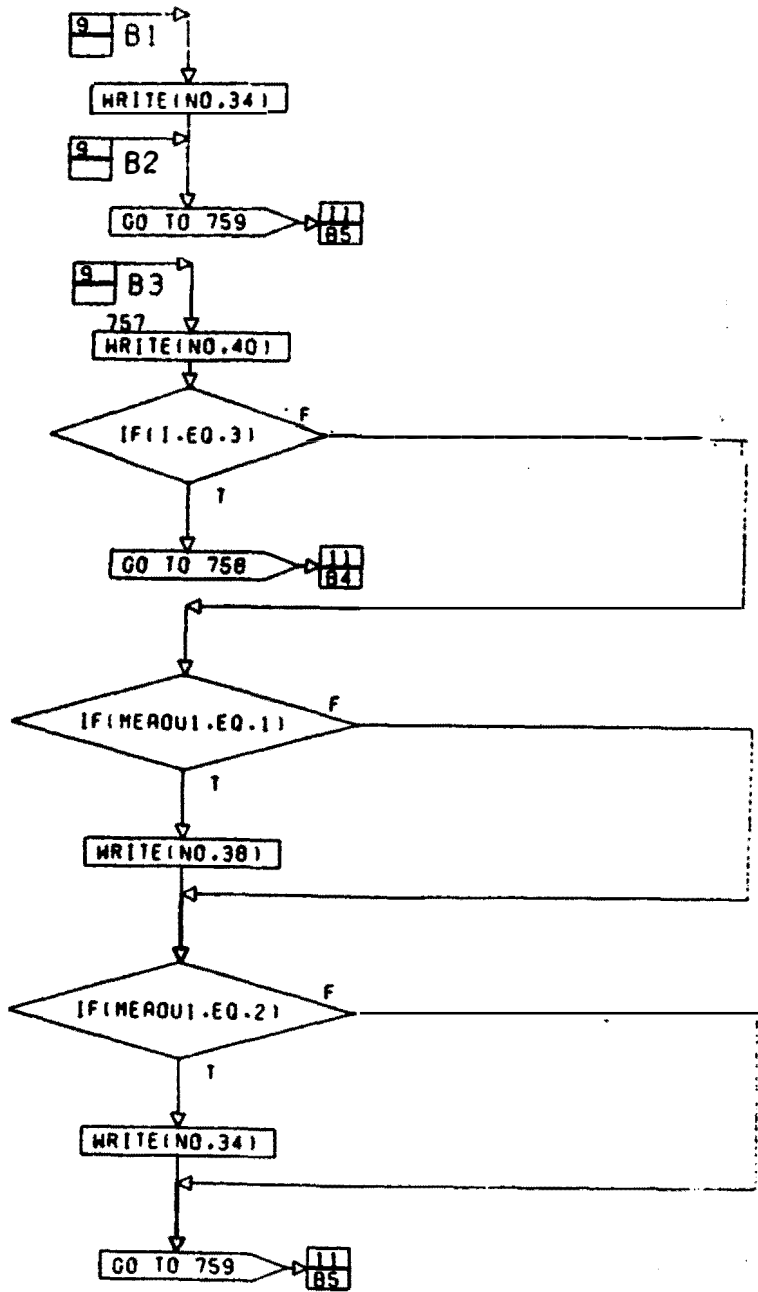 9
B1
WRITE(NO.34)
9
B2
GO TO 759
11
B5
9
B3
757
WRITE(NO.40)
IF(I.EQ.3)
F
T
GO TO 758
11
B4
IF(MEAOU1.EQ.1)
F
T
WRITE(NO.38)
IF(MEAOU1.EQ.2)
F
T
WRITE(NO.34)
GO TO 759
11
B5